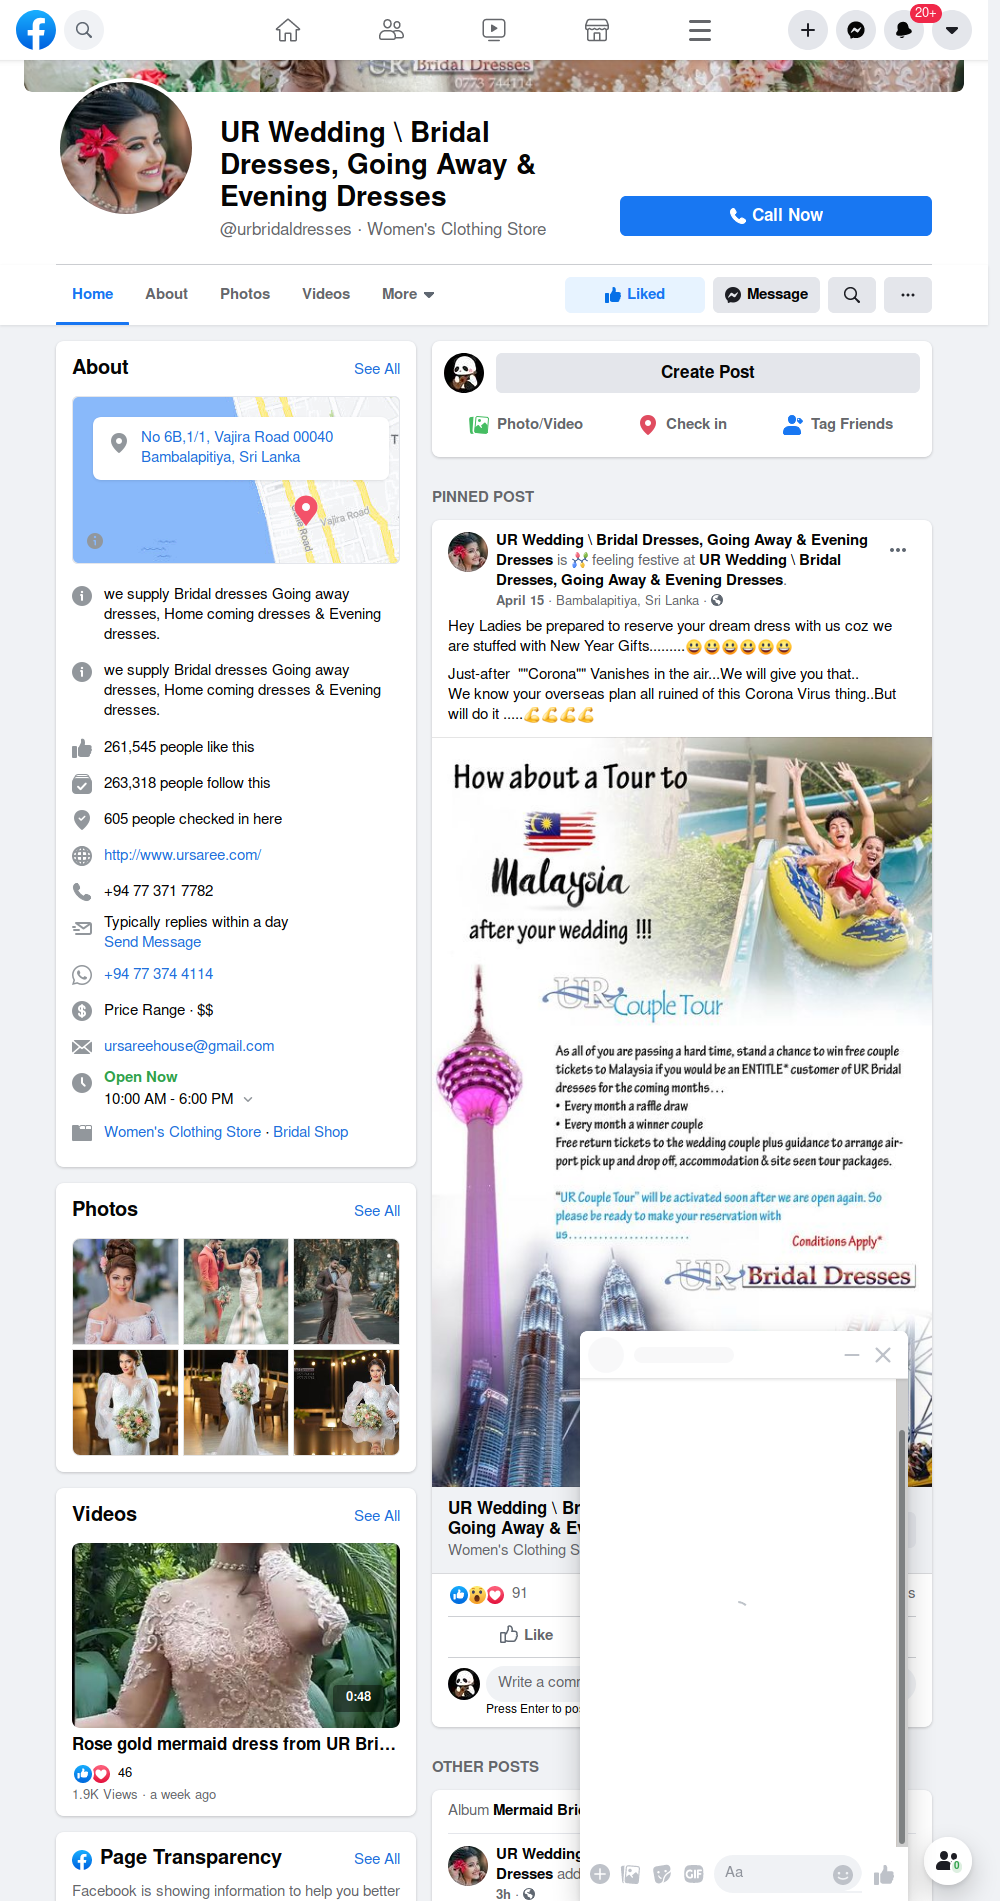 20+
UR Bridal Dresses
0773 744114
UR Wedding \ Bridal
Dresses, Going Away &
Evening Dresses
@urbridaldresses · Women's Clothing Store
Call Now
Home
About
Photos
Videos
More
Liked
Message
About
See All
No 6B,1/1, Vajira Road 00040
Bambalapitiya, Sri Lanka
T
Vajira Road
Galle Road
we supply Bridal dresses Going away
dresses, Home coming dresses & Evening
dresses.
we supply Bridal dresses Going away
dresses, Home coming dresses & Evening
dresses.
261,545 people like this
263,318 people follow this
605 people checked in here
http://www.ursaree.com/
+94 77 371 7782
Typically replies within a day
Send Message
+94 77 374 4114
Price Range · $$
ursareehouse@gmail.com
Open Now
10:00 AM - 6:00 PM
Women's Clothing Store · Bridal Shop
Photos
See All
Videos
See All
0:48
Rose gold mermaid dress from UR Bri...
46
1.9K Views · a week ago
Page Transparency
See All
Facebook is showing information to help you better
Create Post
Photo/Video
Check in
Tag Friends
PINNED POST
UR Wedding \ Bridal Dresses, Going Away & Evening
Dresses is feeling festive at UR Wedding \ Bridal
Dresses, Going Away & Evening Dresses.
April 15 · Bambalapitiya, Sri Lanka ·
Hey Ladies be prepared to reserve your dream dress with us coz we
are stuffed with New Year Gifts.........😀😀😀😀😀😀
Just-after ""Corona"" Vanishes in the air...We will give you that..
We know your overseas plan all ruined of this Corona Virus thing..But
will do it .....💪💪💪💪
How about a Tour to
Malaysia
after your wedding !!!
UR Couple Tour
As all of you are passing a hard time, stand a chance to win free couple
tickets to Malaysia if you would be an ENTITLE* customer of UR Bridal
dresses for the coming months...
• Every month a raffle draw
• Every month a winner couple
Free return tickets to the wedding couple plus guidance to arrange air-
port pick up and drop off, accommodation & site seen tour packages.
"UR Couple Tour" will be activated soon after we are open again. So
please be ready to make your reservation with
us........................
Conditions Apply*
UR Bridal Dresses
UR Wedding \ Br
Going Away & Ev
Women's Clothing S
91
s
Like
Write a comm
Press Enter to pos
OTHER POSTS
Album Mermaid Brid
UR Wedding
Dresses add
3h ·
GIF
Aa
0